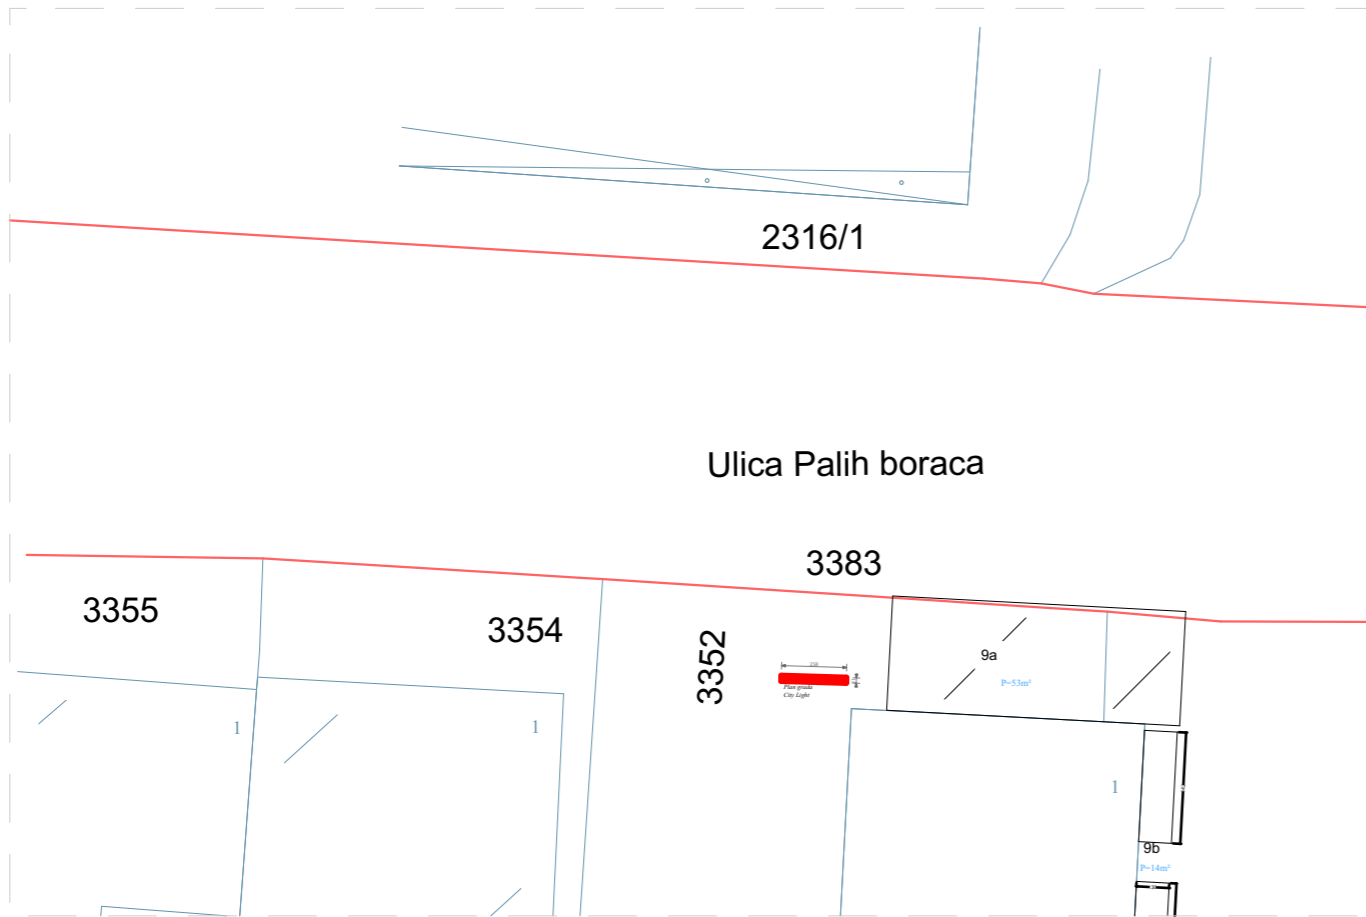 2316/1
Ulica Palih boraca
3383
3355
3354
3352
9a
P=53m²
250
Plan grada
City Light
1
1
1
9b
P=14m²